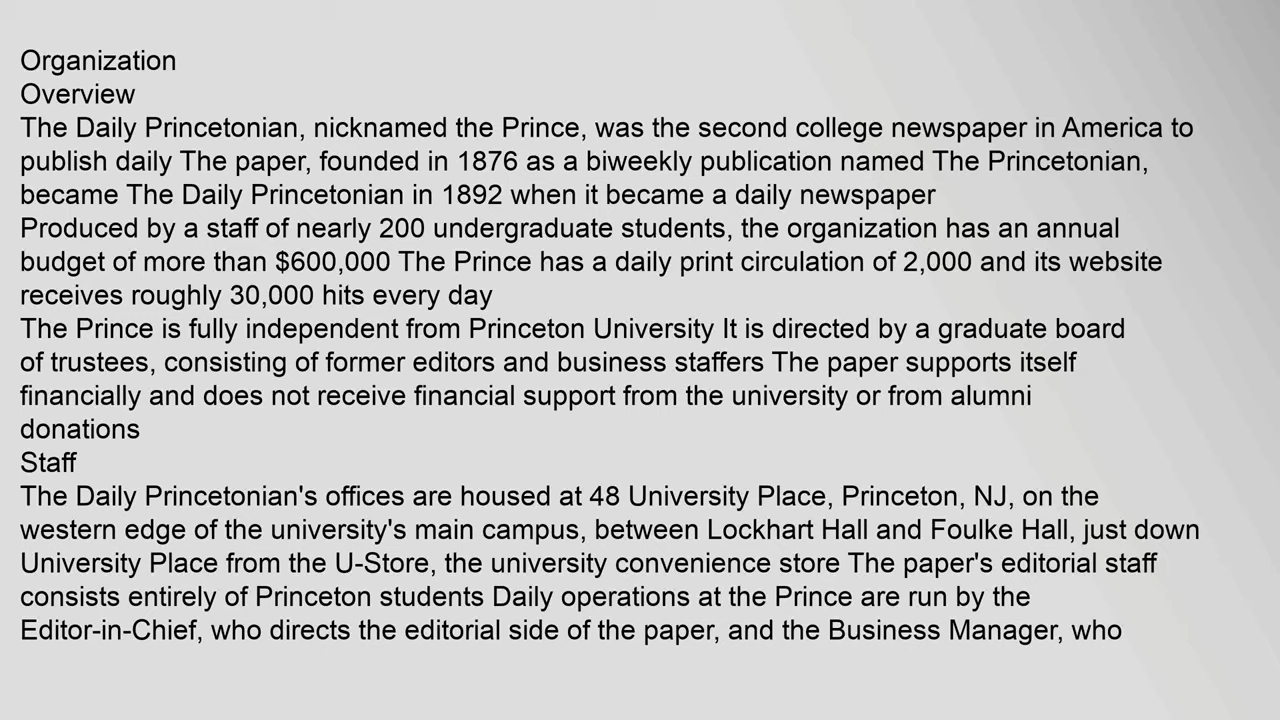 Organization
Overview
The Daily Princetonian, nicknamed the Prince, was the second college newspaper in America to
publish daily The paper, founded in 1876 as a biweekly publication named The Princetonian,
became The Daily Princetonian in 1892 when it became a daily newspaper
Produced by a staff of nearly 200 undergraduate students, the organization has an annual
budget of more than $600,000 The Prince has a daily print circulation of 2,000 and its website
receives roughly 30,000 hits every day
The Prince is fully independent from Princeton University It is directed by a graduate board
of trustees, consisting of former editors and business staffers The paper supports itself
financially and does not receive financial support from the university or from alumni
donations
Staff
The Daily Princetonian's offices are housed at 48 University Place, Princeton, NJ, on the
western edge of the university's main campus, between Lockhart Hall and Foulke Hall, just down
University Place from the U-Store, the university convenience store The paper's editorial staff
consists entirely of Princeton students Daily operations at the Prince are run by the
Editor-in-Chief, who directs the editorial side of the paper, and the Business Manager, who